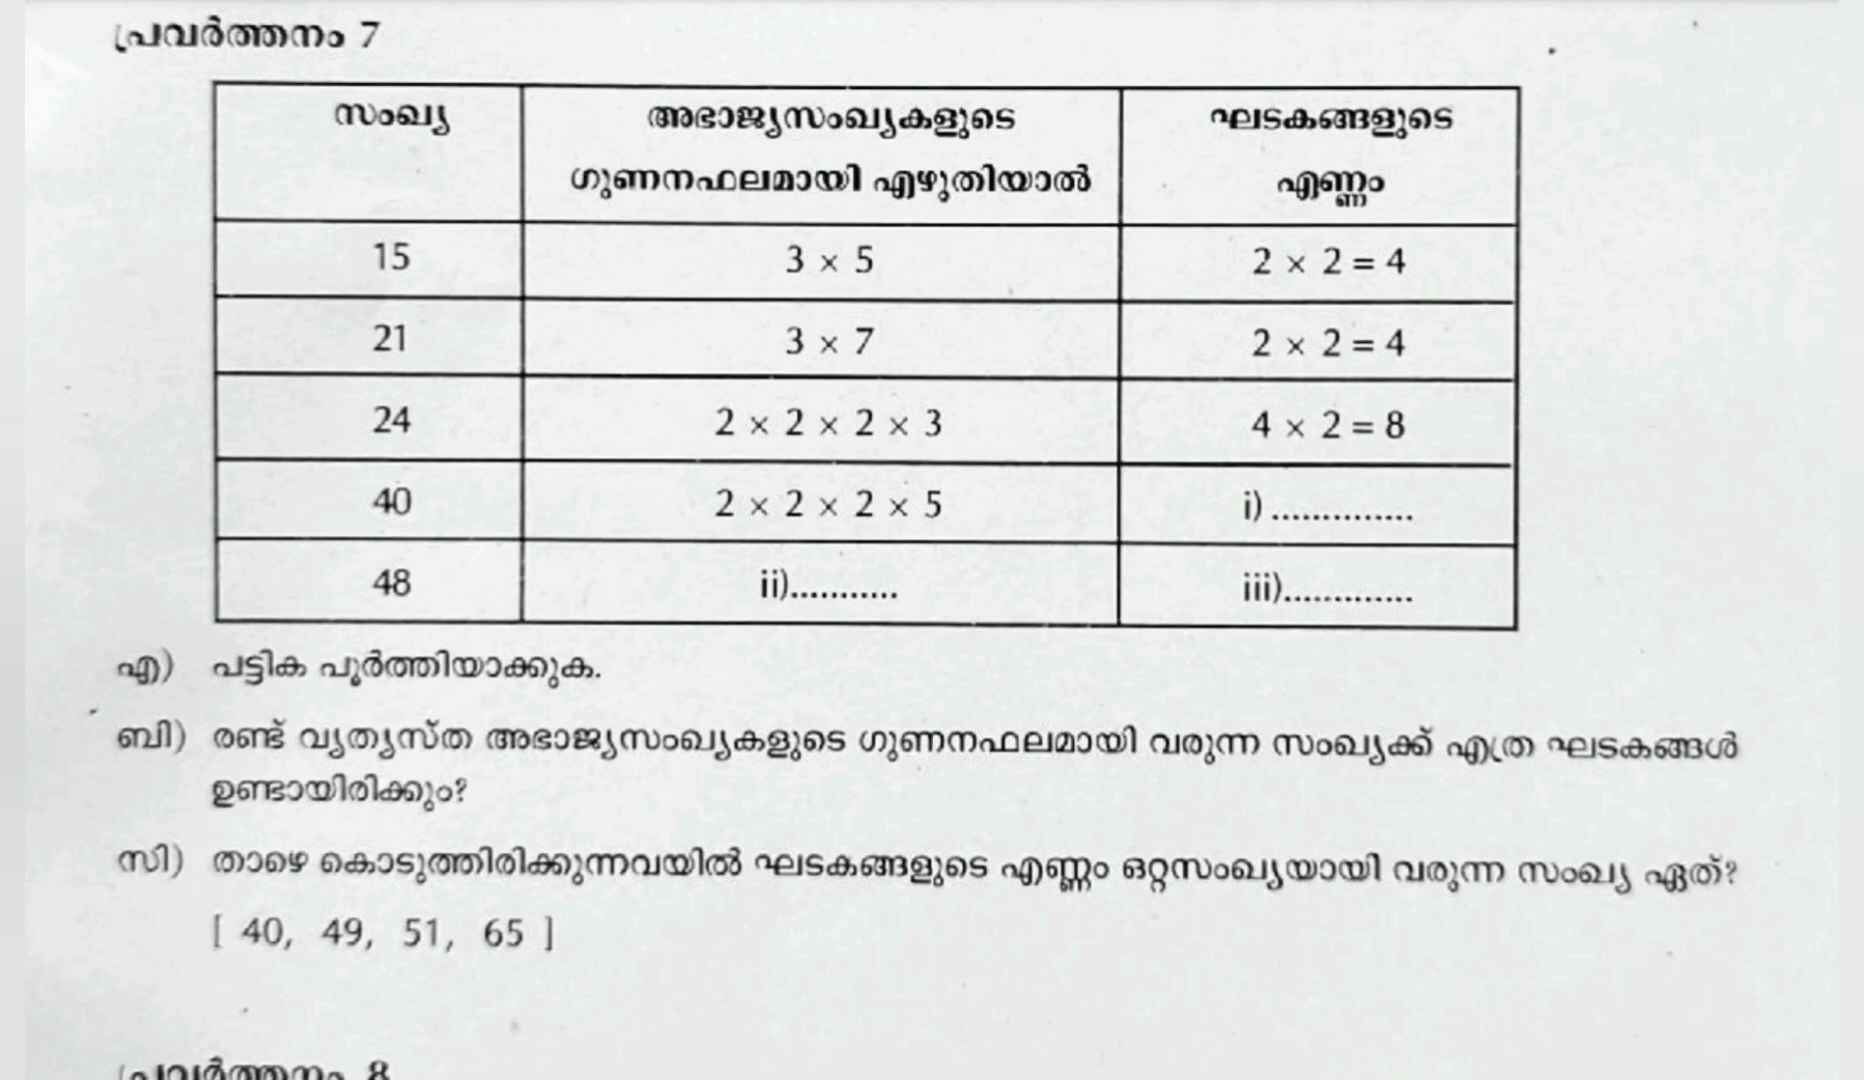 പ്രവർത്തനം 7
സംഖ്യ അഭാജ്യസംഖ്യകളുടെ ഗുണനഫലമായി എഴുതിയാൽ ഘടകങ്ങളുടെ എണ്ണം
15 3 × 5 2 × 2 = 4
21 3 × 7 2 × 2 = 4
24 2 × 2 × 2 × 3 4 × 2 = 8
40 2 × 2 × 2 × 5 i) ..............
48 ii)........... iii).............
എ) പട്ടിക പൂർത്തിയാക്കുക.
ബി) രണ്ട് വ്യത്യസ്ത അഭാജ്യസംഖ്യകളുടെ ഗുണനഫലമായി വരുന്ന സംഖ്യക്ക് എത്ര ഘടകങ്ങൾ
ഉണ്ടായിരിക്കും?
സി) താഴെ കൊടുത്തിരിക്കുന്നവയിൽ ഘടകങ്ങളുടെ എണ്ണം ഒറ്റസംഖ്യയായി വരുന്ന സംഖ്യ ഏത്?
[ 40, 49, 51, 65 ]
പ്രവർത്തനം 8